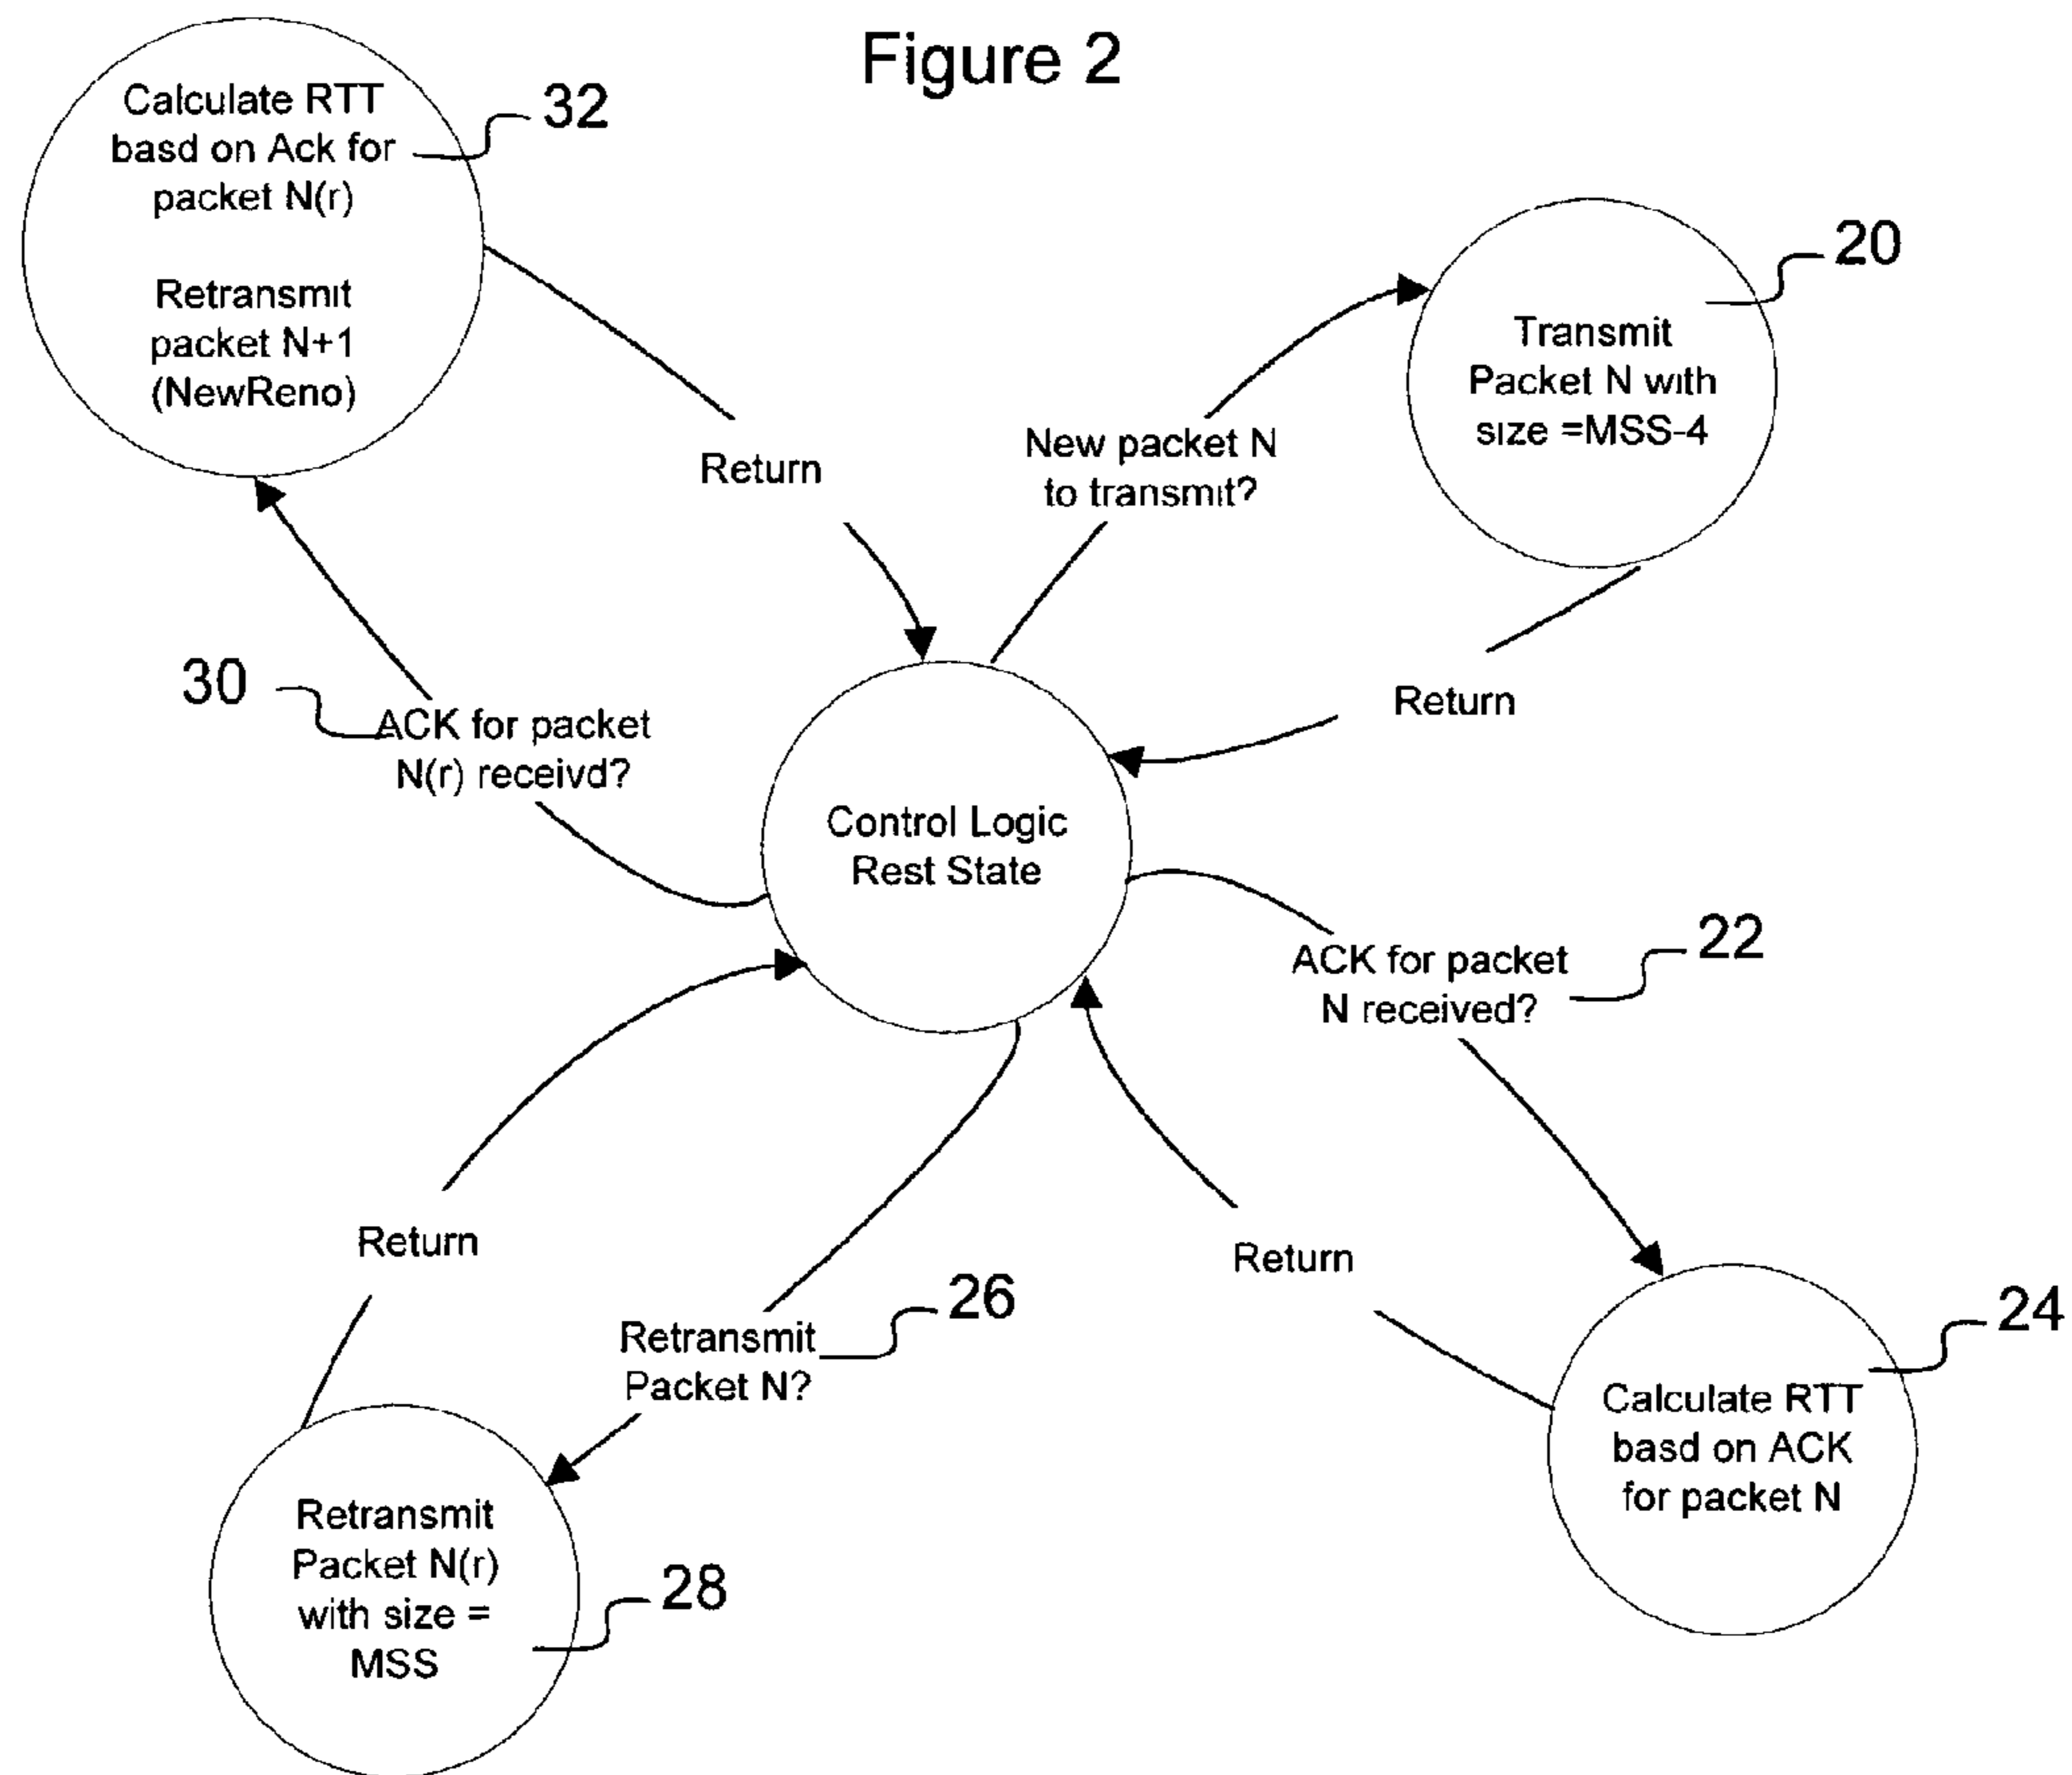 Figure 2
Calculate RTT
basd on Ack for
packet N(r)
Retransmit
packet N+1
(NewReno)
32
20
Transmit
Packet N with
size =MSS-4
New packet N
to transmit?
Return
Return
30
ACK for packet
N(r) receivd?
Control Logic
Rest State
ACK for packet
N received?
22
Return
Return
26
Retransmit
Packet N?
24
Calculate RTT
basd on ACK
for packet N
Retransmit
Packet N(r)
with size =
MSS
28